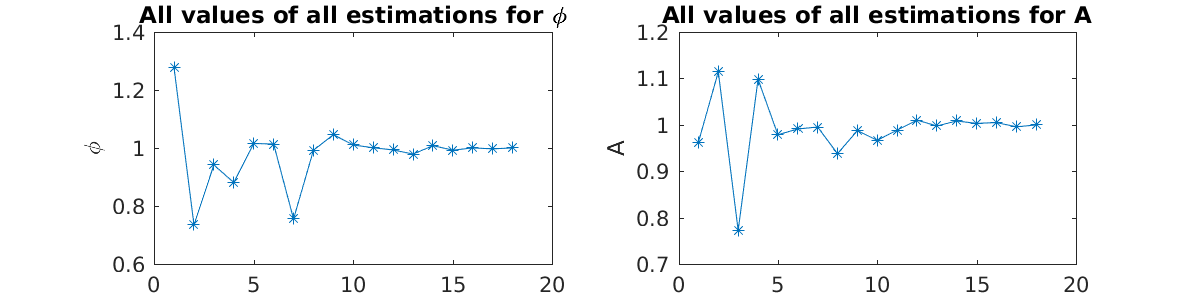 All values of all estimations for ϕ
1.4
1.2
1
0.8
0.6
ϕ
0 5 10 15 20
All values of all estimations for A
1.2
1.1
1
0.9
0.8
0.7
A
0 5 10 15 20